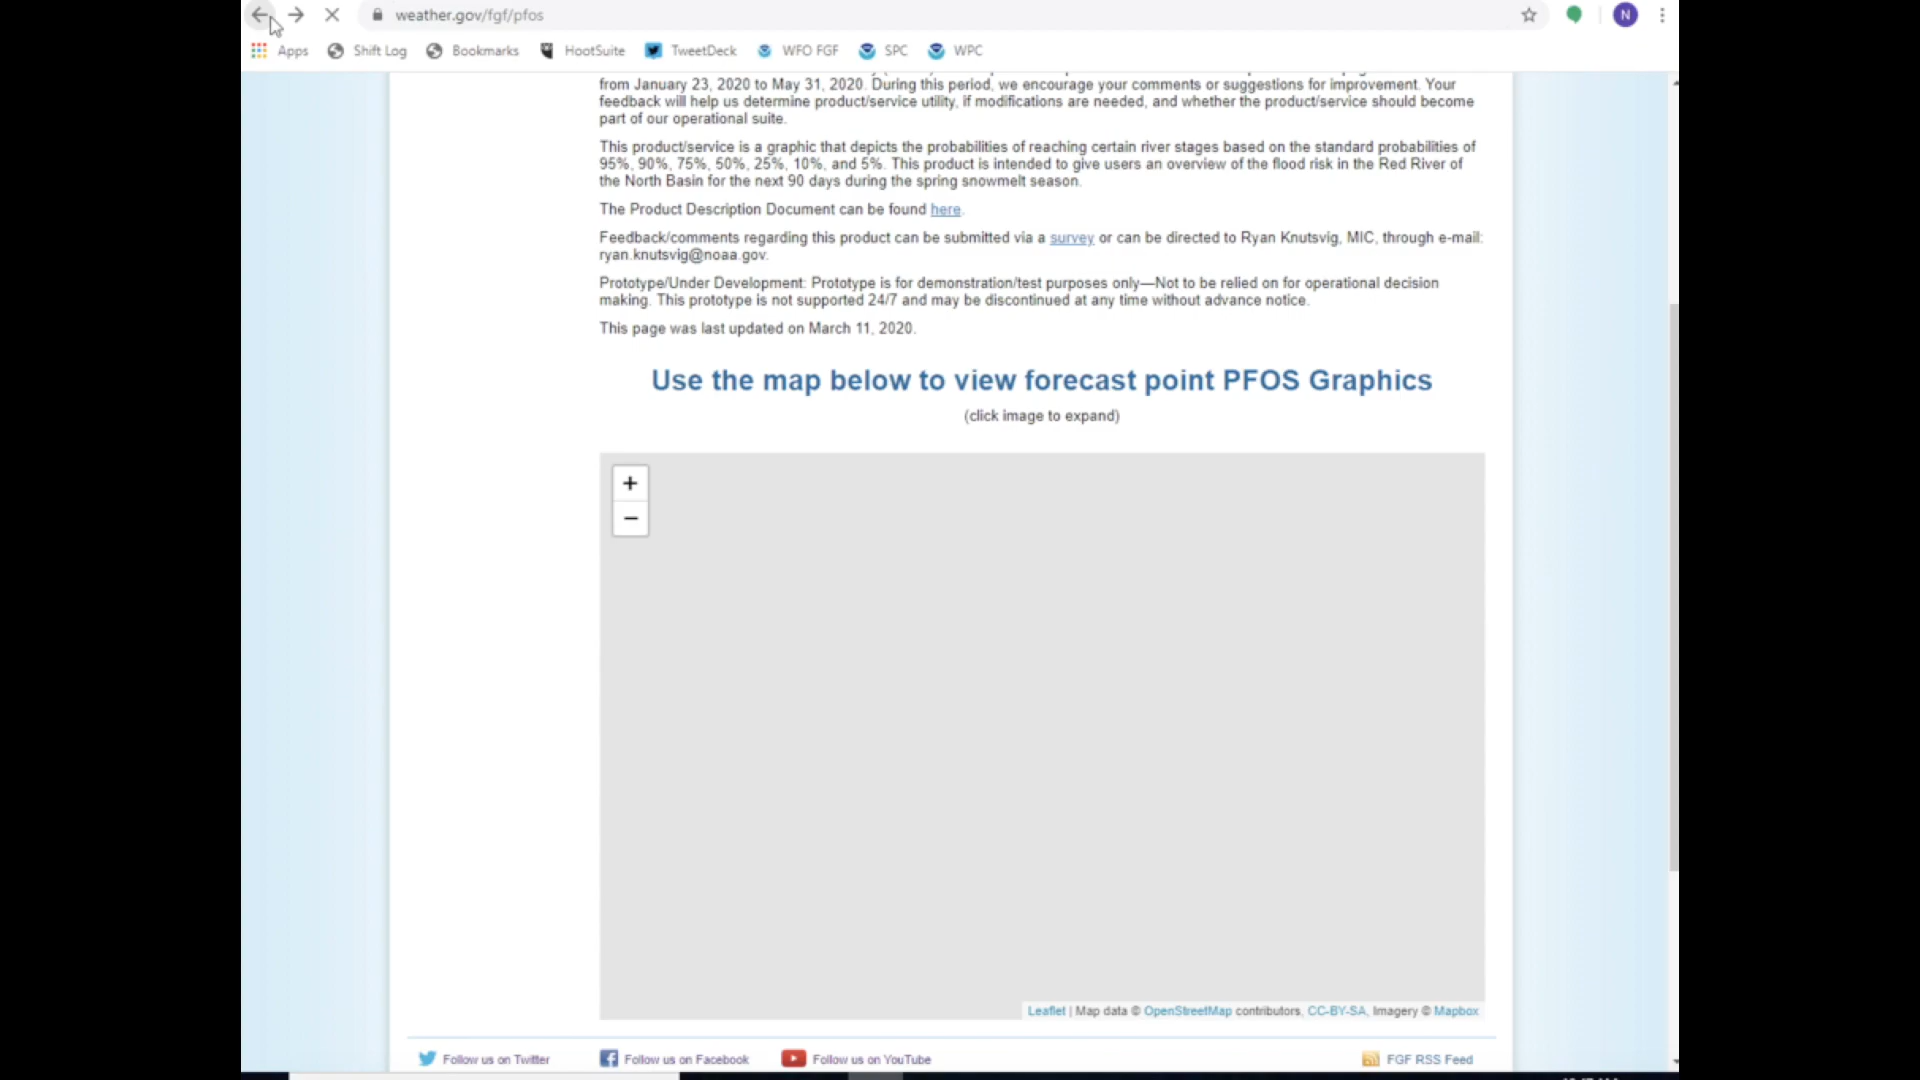 weather.gov/fgf/pfos
N
Apps Shift Log Bookmarks HootSuite TweetDeck WFO FGF SPC WPC
from January 23, 2020 to May 31, 2020. During this period, we encourage your comments or suggestions for improvement. Your
feedback will help us determine product/service utility, if modifications are needed, and whether the product/service should become
part of our operational suite.
This product/service is a graphic that depicts the probabilities of reaching certain river stages based on the standard probabilities of
95%, 90%, 75%, 50%, 25%, 10%, and 5%. This product is intended to give users an overview of the flood risk in the Red River of
the North Basin for the next 90 days during the spring snowmelt season.
The Product Description Document can be found here.
Feedback/comments regarding this product can be submitted via a survey or can be directed to Ryan Knutsvig, MIC, through e-mail:
ryan.knutsvig@noaa.gov.
Prototype/Under Development: Prototype is for demonstration/test purposes only—Not to be relied on for operational decision
making. This prototype is not supported 24/7 and may be discontinued at any time without advance notice.
This page was last updated on March 11, 2020.
Use the map below to view forecast point PFOS Graphics
(click image to expand)
+
−
Leaflet | Map data © OpenStreetMap contributors, CC-BY-SA, Imagery © Mapbox
Follow us on Twitter Follow us on Facebook Follow us on YouTube FGF RSS Feed